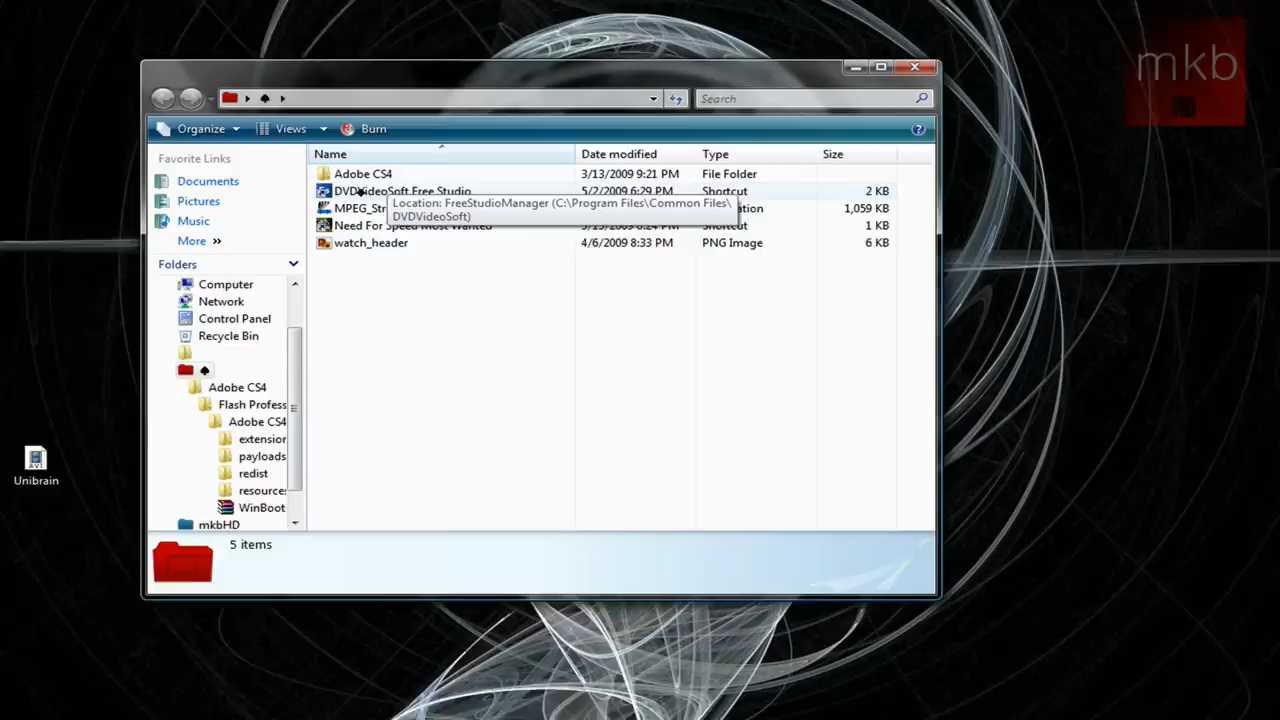 mkb
HD
Search
Organize
Views
Burn
Favorite Links
Documents
Pictures
Music
More
Folders
Computer
Network
Control Panel
Recycle Bin
Adobe CS4
Flash Profess
Adobe CS4
extension
payloads
redist
resources
WinBoot
mkbHD
Name Date modified Type Size
Adobe CS4 3/13/2009 9:21 PM File Folder
DVDVideoSoft Free Studio 5/2/2009 6:29 PM Shortcut 2 KB
Location: FreeStudioManager (C:\Program Files\Common Files\
DVDVideoSoft)
MPEG_Str ation 1,059 KB
Need For Speed Most Wanted 6:24 PM Shortcut 1 KB
watch_header 4/6/2009 8:33 PM PNG Image 6 KB
5 items
AVI
Unibrain